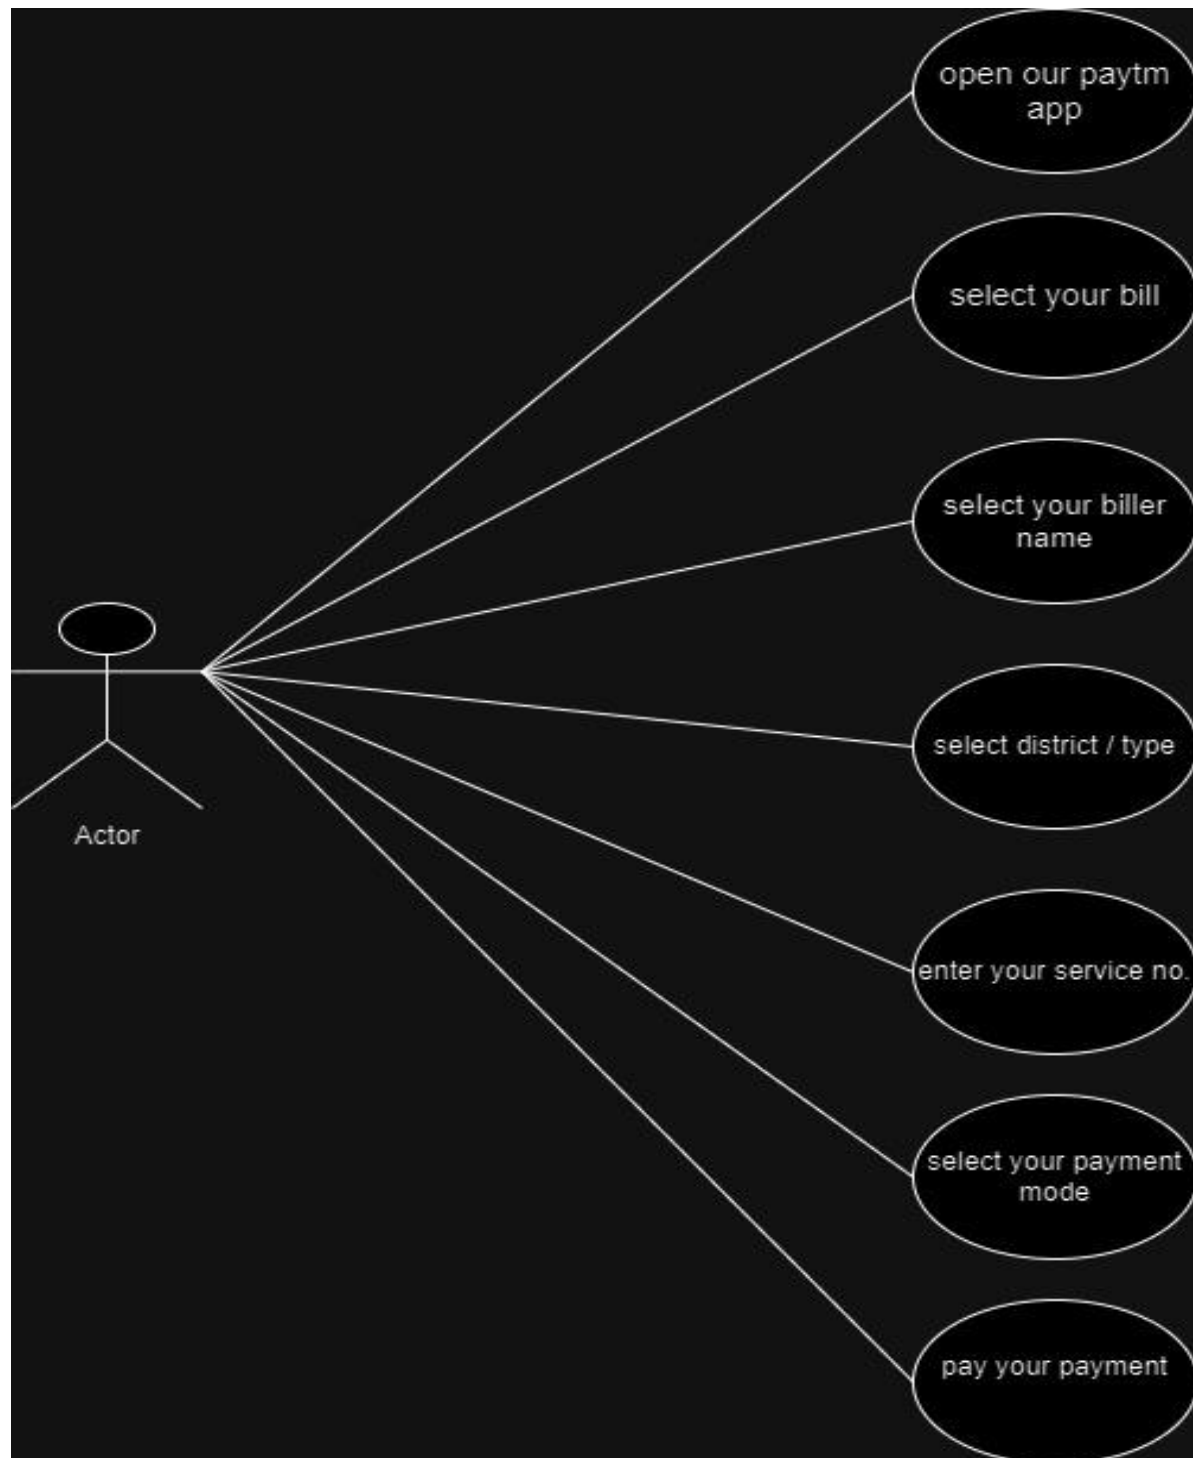 open our paytm
app
select your bill
select your biller
name
select district / type
Actor
enter your service no.
select your payment
mode
pay your payment